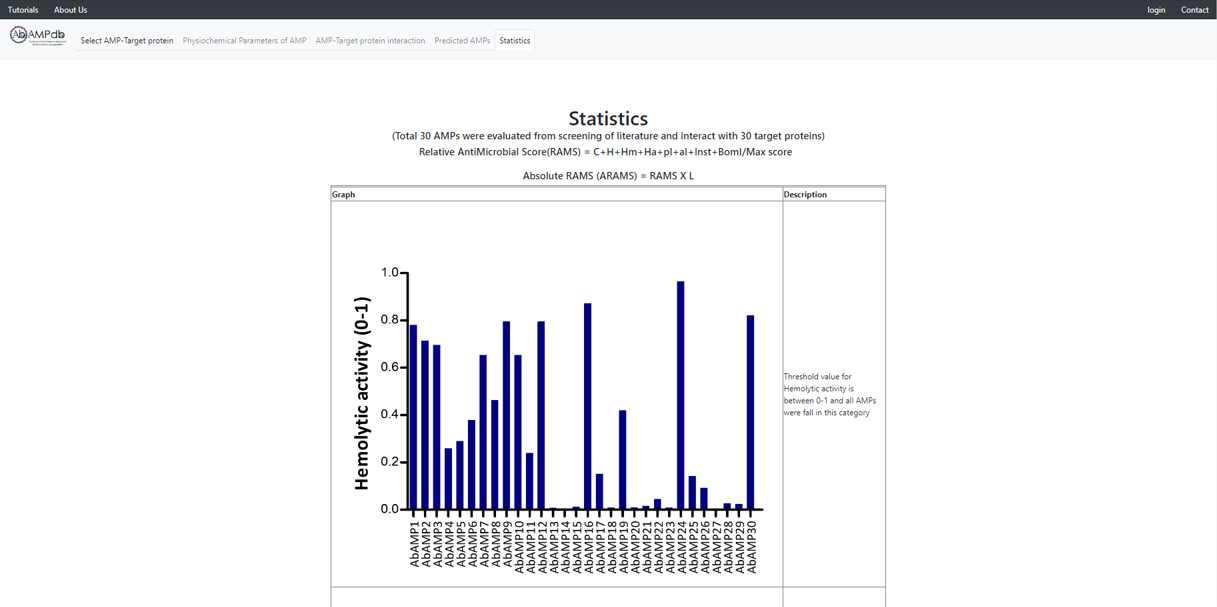 Tutorials About Us login Contact
AbAMPdb
Select AMP-Target protein Physiochemical Parameters of AMP AMP-Target protein interaction Predicted AMPs Statistics
Statistics
(Total 30 AMPs were evaluated from screening of literature and interact with 30 target proteins)
Relative AntiMicrobial Score(RAMS) = C+H+Hm+Ha+pI+aI+Inst+BomI/Max score
Absolute RAMS (ARAMS) = RAMS X L
Graph Description
Hemolytic activity (0-1)
1.0
0.8
0.6
0.4
0.2
0.0
AbAMP1
AbAMP2
AbAMP3
AbAMP4
AbAMP5
AbAMP6
AbAMP7
AbAMP8
AbAMP9
AbAMP10
AbAMP11
AbAMP12
AbAMP13
AbAMP14
AbAMP15
AbAMP16
AbAMP17
AbAMP18
AbAMP19
AbAMP20
AbAMP21
AbAMP22
AbAMP23
AbAMP24
AbAMP25
AbAMP26
AbAMP27
AbAMP28
AbAMP29
AbAMP30
Threshold value for
Hemolytic activity is
between 0-1 and all AMPs
were fall in this category